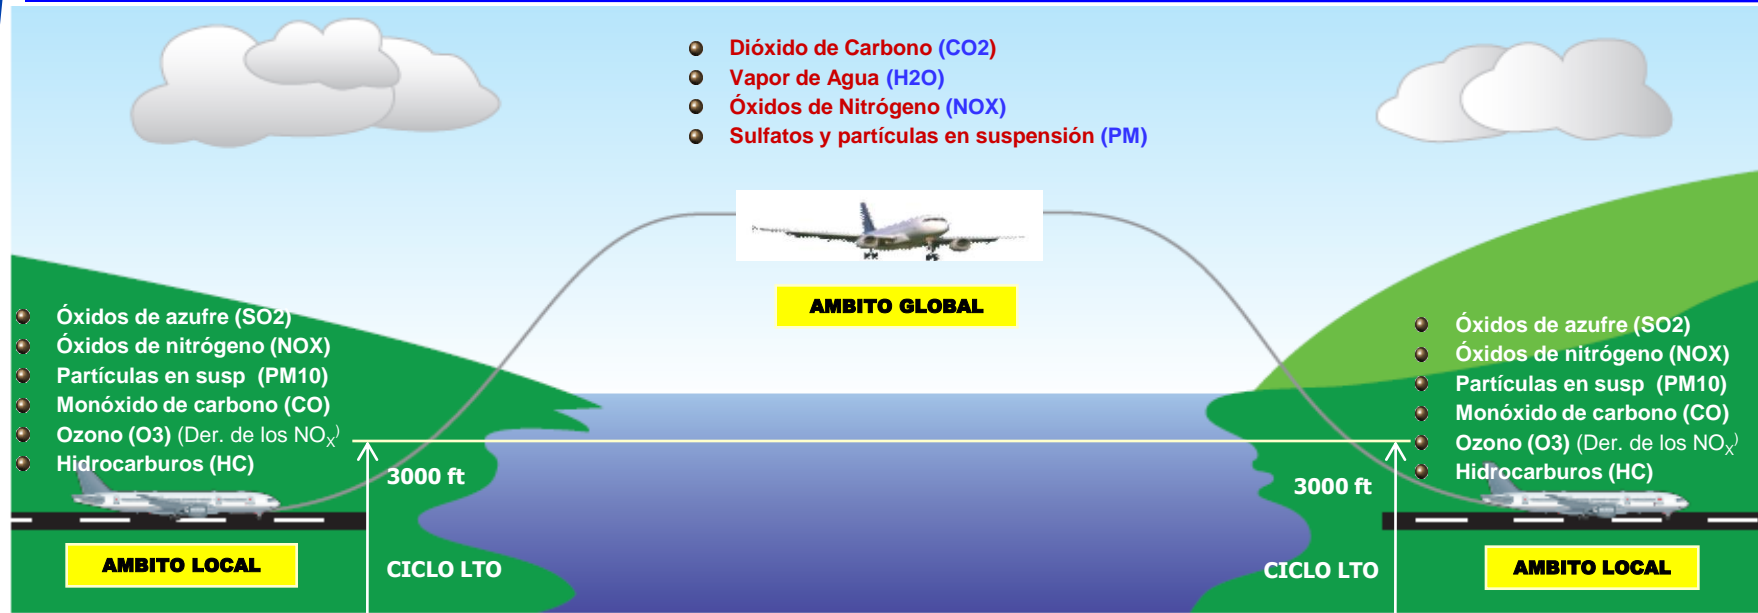 Dióxido de Carbono (CO2)
Vapor de Agua (H2O)
Óxidos de Nitrógeno (NOX)
Sulfatos y partículas en suspensión (PM)
AMBITO GLOBAL
Óxidos de azufre (SO2)
Óxidos de nitrógeno (NOX)
Partículas en susp (PM10)
Monóxido de carbono (CO)
Ozono (O3) (Der. de los NOX)
Hidrocarburos (HC)
3000 ft
AMBITO LOCAL
CICLO LTO
Óxidos de azufre (SO2)
Óxidos de nitrógeno (NOX)
Partículas en susp (PM10)
Monóxido de carbono (CO)
Ozono (O3) (Der. de los NOX)
Hidrocarburos (HC)
3000 ft
CICLO LTO
AMBITO LOCAL